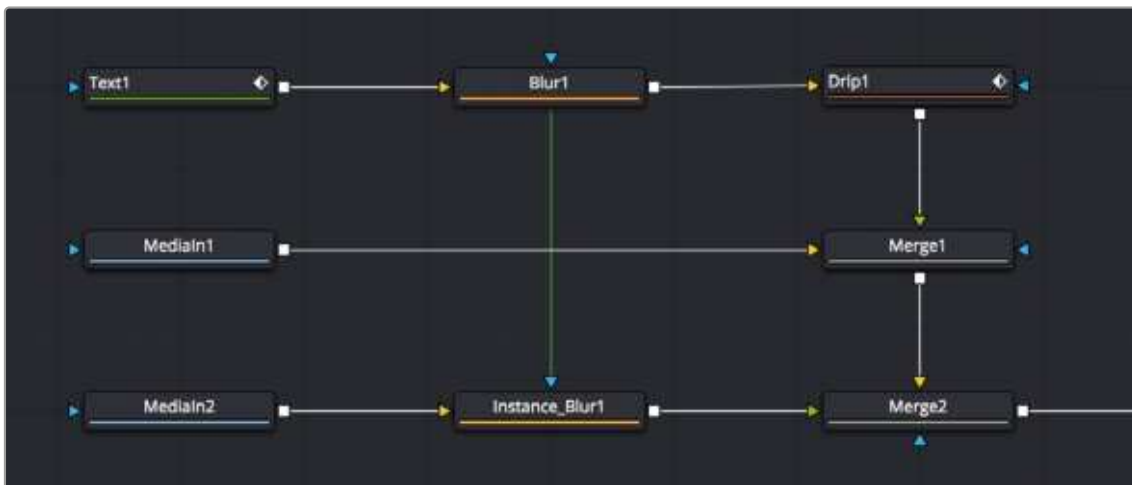 Text1
Blur1
Drip1
MediaIn1
Merge1
MediaIn2
Instance_Blur1
Merge2